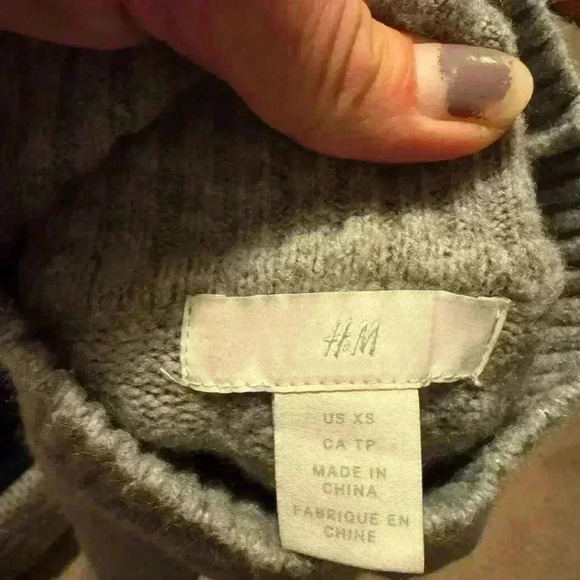 H&M
US XS
CA TP
MADE IN
CHINA
FABRIQUE EN
CHINE